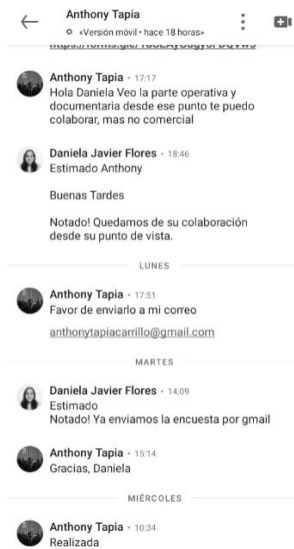 Anthony Tapia
«Versión móvil • hace 18 horas»
Anthony Tapia • 17:17
Hola Daniela Veo la parte operativa y
documentaria desde ese punto te puedo
colaborar, mas no comercial
Daniela Javier Flores • 18:46
Estimado Anthony
Buenas Tardes
Notado! Quedamos de su colaboración
desde su punto de vista.
LUNES
Anthony Tapia • 17:51
Favor de enviarlo a mi correo
anthonytapiacarrillo@gmail.com
MARTES
Daniela Javier Flores • 14:09
Estimado
Notado! Ya enviamos la encuesta por gmail
Anthony Tapia • 15:14
Gracias, Daniela
MIÉRCOLES
Anthony Tapia • 10:34
Realizada